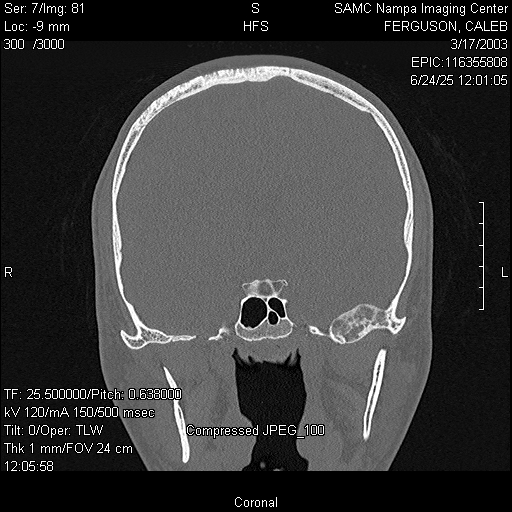 Ser: 7/Img: 81
Loc: -9 mm
300 /3000
S
HFS
SAMC Nampa Imaging Center
FERGUSON, CALEB
3/17/2003
EPIC:116355808
6/24/25 12:01:05
R
L
TF: 25.500000/Pitch: 0.638000
kV 120/mA 150/500 msec
Tilt: 0/Oper: TLW
Compressed JPEG_100
Thk 1 mm/FOV 24 cm
12:05:58
Coronal